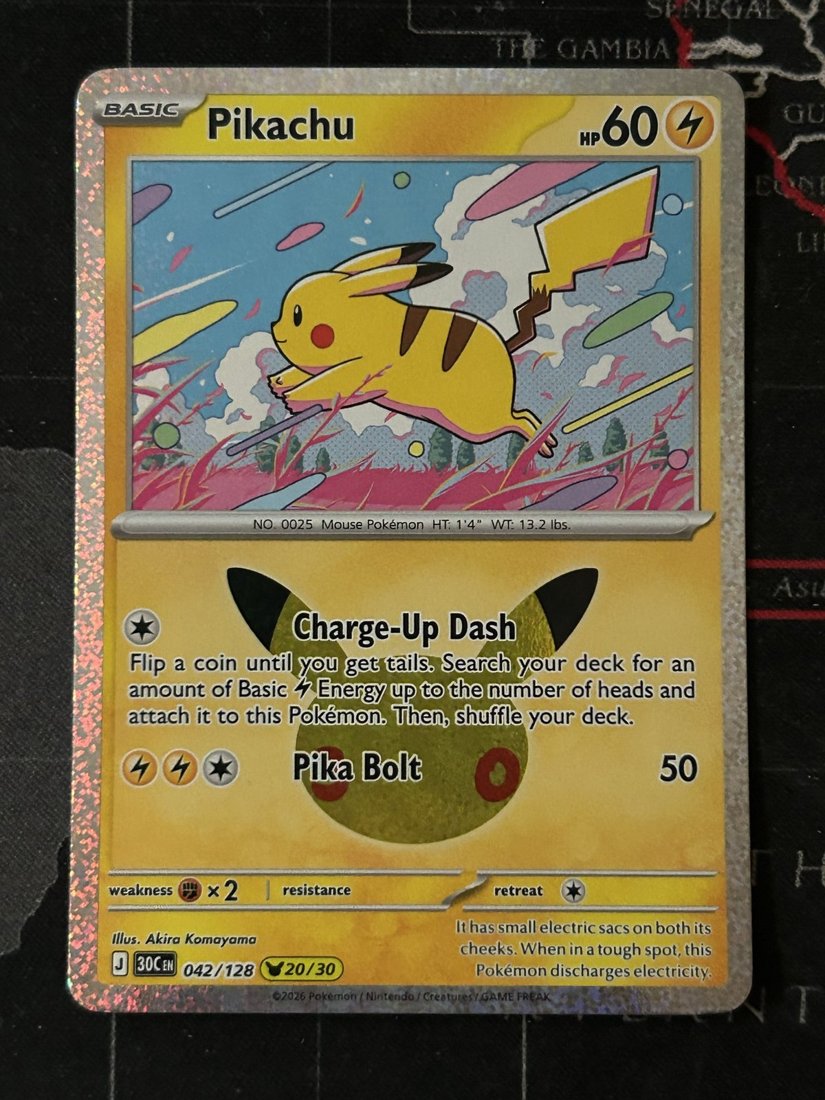 SENEGAL
THE GAMBIA
BASIC
Pikachu
HP 60
NO. 0025 Mouse Pokémon HT: 1'4" WT: 13.2 lbs.
Charge-Up Dash
Flip a coin until you get tails. Search your deck for an
amount of Basic Energy up to the number of heads and
attach it to this Pokémon. Then, shuffle your deck.
Pika Bolt 50
weakness ×2 resistance retreat
Illus. Akira Komayama
It has small electric sacs on both its
cheeks. When in a tough spot, this
Pokémon discharges electricity.
J 30C EN 042/128 20/30
©2026 Pokémon / Nintendo / Creatures / GAME FREAK